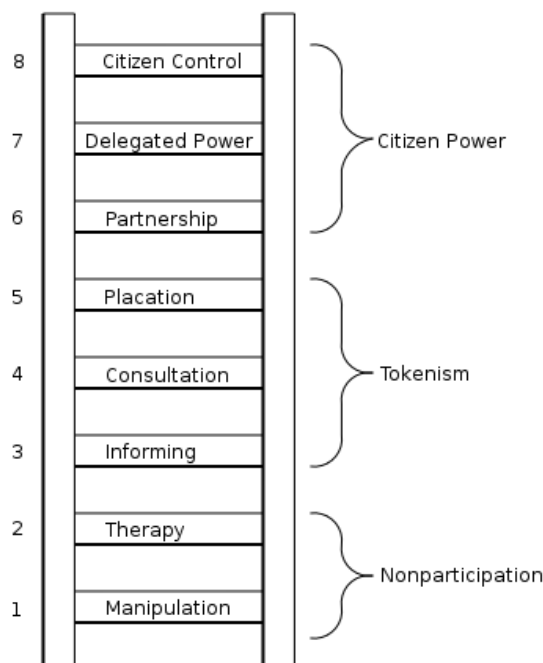 8 Citizen Control
7 Delegated Power
Citizen Power
6 Partnership
5 Placation
4 Consultation
Tokenism
3 Informing
2 Therapy
Nonparticipation
1 Manipulation